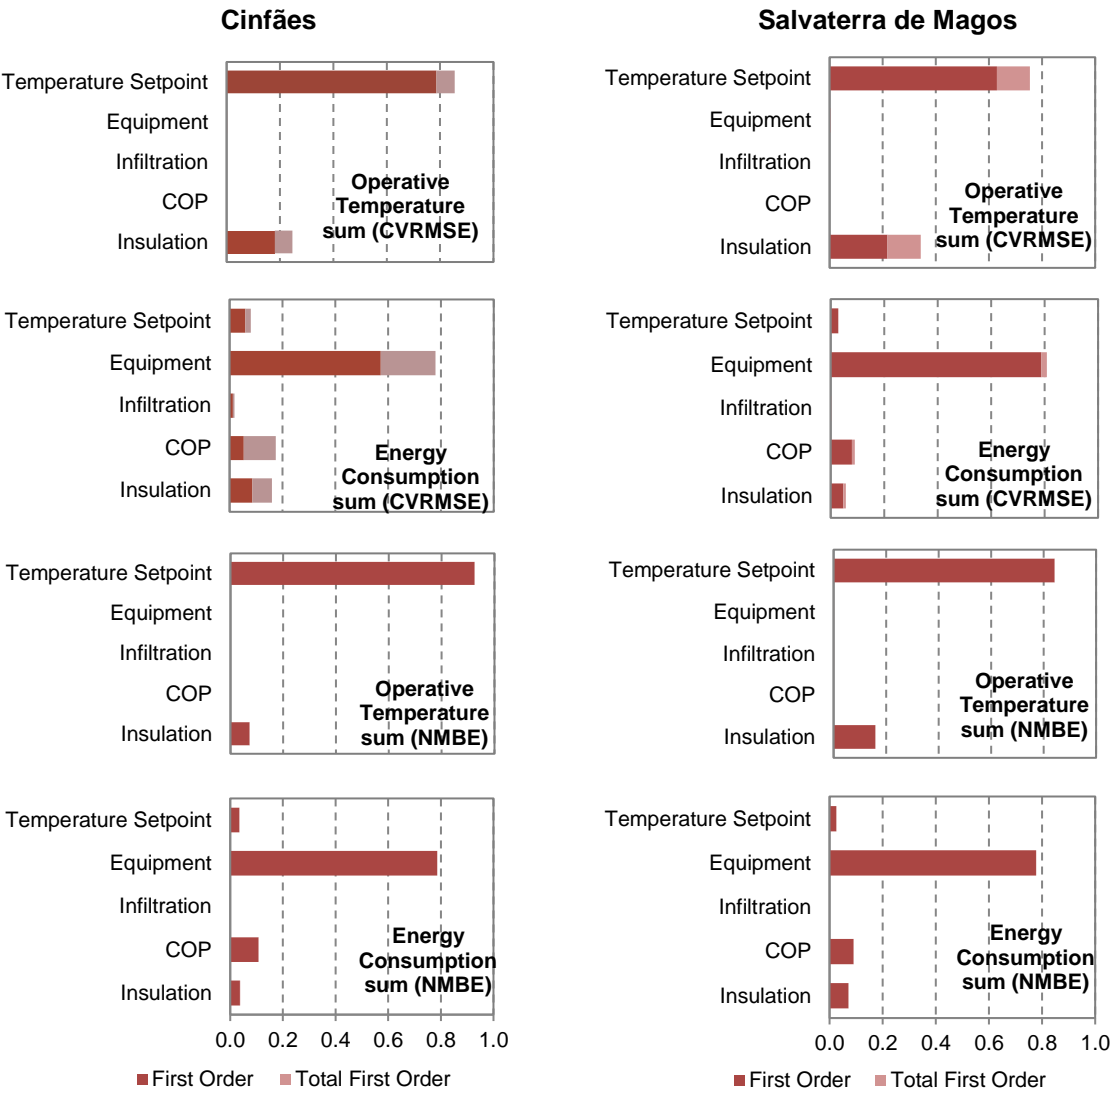 Cinfães
Temperature Setpoint
Equipment
Infiltration
COP
Insulation
Operative
Temperature
sum (CVRMSE)
Temperature Setpoint
Equipment
Infiltration
COP
Insulation
Energy
Consumption
sum (CVRMSE)
Temperature Setpoint
Equipment
Infiltration
COP
Insulation
Operative
Temperature
sum (NMBE)
Temperature Setpoint
Equipment
Infiltration
COP
Insulation
Energy
Consumption
sum (NMBE)
0.0 0.2 0.4 0.6 0.8 1.0
First Order Total First Order
Salvaterra de Magos
Temperature Setpoint
Equipment
Infiltration
COP
Insulation
Operative
Temperature
sum (CVRMSE)
Temperature Setpoint
Equipment
Infiltration
COP
Insulation
Energy
Consumption
sum (CVRMSE)
Temperature Setpoint
Equipment
Infiltration
COP
Insulation
Operative
Temperature
sum (NMBE)
Temperature Setpoint
Equipment
Infiltration
COP
Insulation
Energy
Consumption
sum (NMBE)
0.0 0.2 0.4 0.6 0.8 1.0
First Order Total First Order